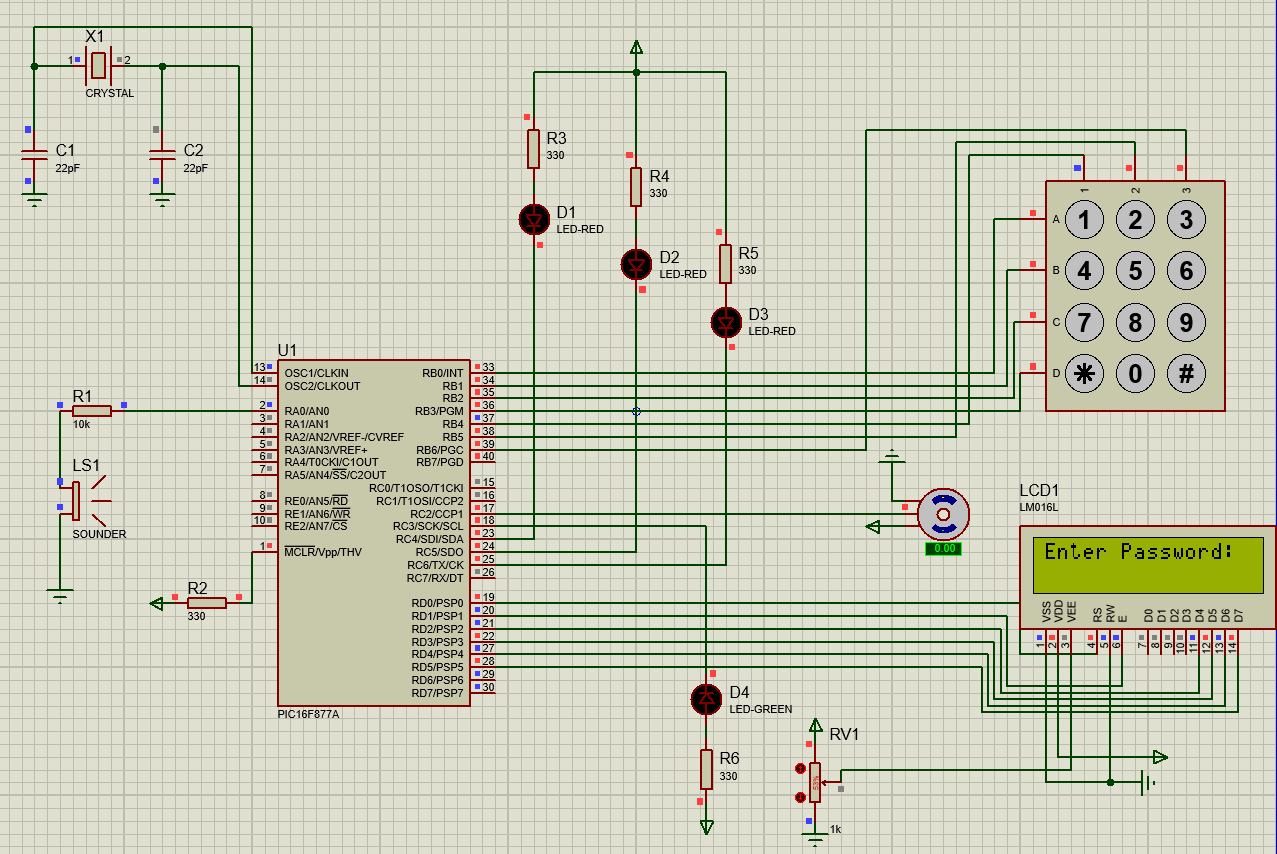 X1
1 2
CRYSTAL
C1
22pF
C2
22pF
R3
330
R4
330
R5
330
D1
LED-RED
D2
LED-RED
D3
LED-RED
1 2 3
A 1 2 3
B 4 5 6
C 7 8 9
D * 0 #
R1
10k
LS1
SOUNDER
R2
330
U1
13 OSC1/CLKIN RB0/INT 33
14 OSC2/CLKOUT RB1 34
RB2 35
2 RA0/AN0 RB3/PGM 36
3 RA1/AN1 RB4 37
4 RA2/AN2/VREF-/CVREF RB5 38
5 RA3/AN3/VREF+ RB6/PGC 39
6 RA4/T0CKI/C1OUT RB7/PGD 40
7 RA5/AN4/SS/C2OUT
RC0/T1OSO/T1CKI 15
8 RE0/AN5/RD RC1/T1OSI/CCP2 16
9 RE1/AN6/WR RC2/CCP1 17
10 RE2/AN7/CS RC3/SCK/SCL 18
RC4/SDI/SDA 23
1 MCLR/Vpp/THV RC5/SDO 24
RC6/TX/CK 25
RC7/RX/DT 26
RD0/PSP0 19
RD1/PSP1 20
RD2/PSP2 21
RD3/PSP3 22
RD4/PSP4 27
RD5/PSP5 28
RD6/PSP6 29
RD7/PSP7 30
PIC16F877A
0.00
LCD1
LM016L
Enter Password:
VSS VDD VEE RS RW E D0 D1 D2 D3 D4 D5 D6 D7
1 2 3 4 5 6 7 8 9 10 11 12 13 14
D4
LED-GREEN
R6
330
RV1
1k